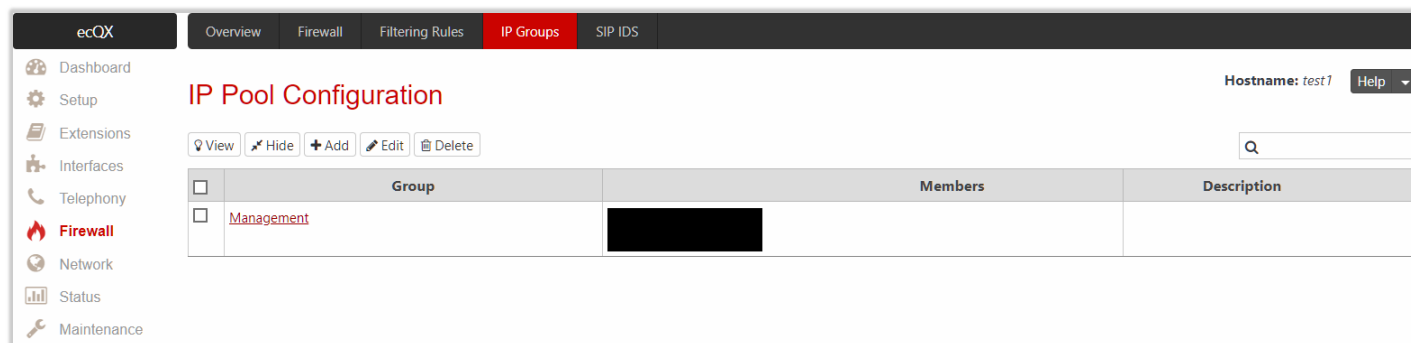 ecQX
Overview Firewall Filtering Rules IP Groups SIP IDS
Dashboard
Setup
Extensions
Interfaces
Telephony
Firewall
Network
Status
Maintenance
Hostname: test1 Help
IP Pool Configuration
View Hide Add Edit Delete
Group Members Description
Management